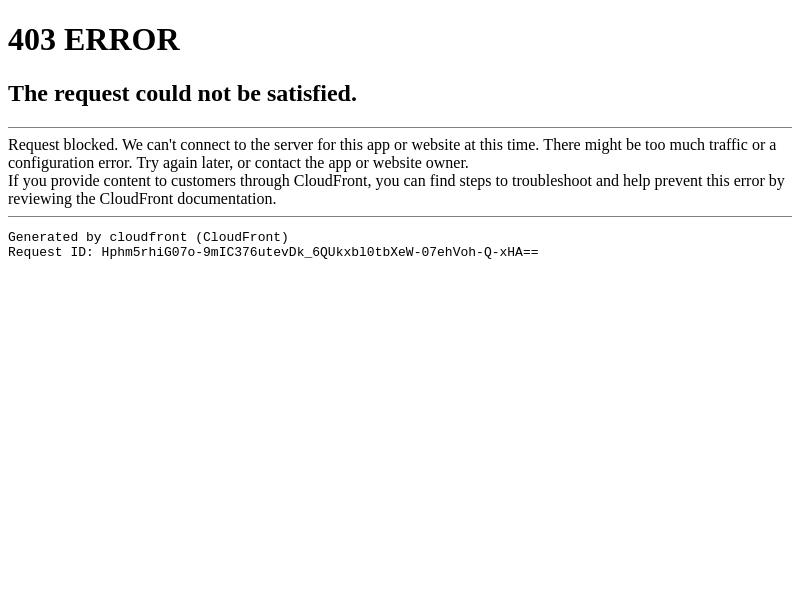 403 ERROR
The request could not be satisfied.
Request blocked. We can't connect to the server for this app or website at this time. There might be too much traffic or a
configuration error. Try again later, or contact the app or website owner.
If you provide content to customers through CloudFront, you can find steps to troubleshoot and help prevent this error by
reviewing the CloudFront documentation.
Generated by cloudfront (CloudFront)
Request ID: Hphm5rhiG07o-9mIC376utevDk_6QUkxbl0tbXeW-07ehVoh-Q-xHA==